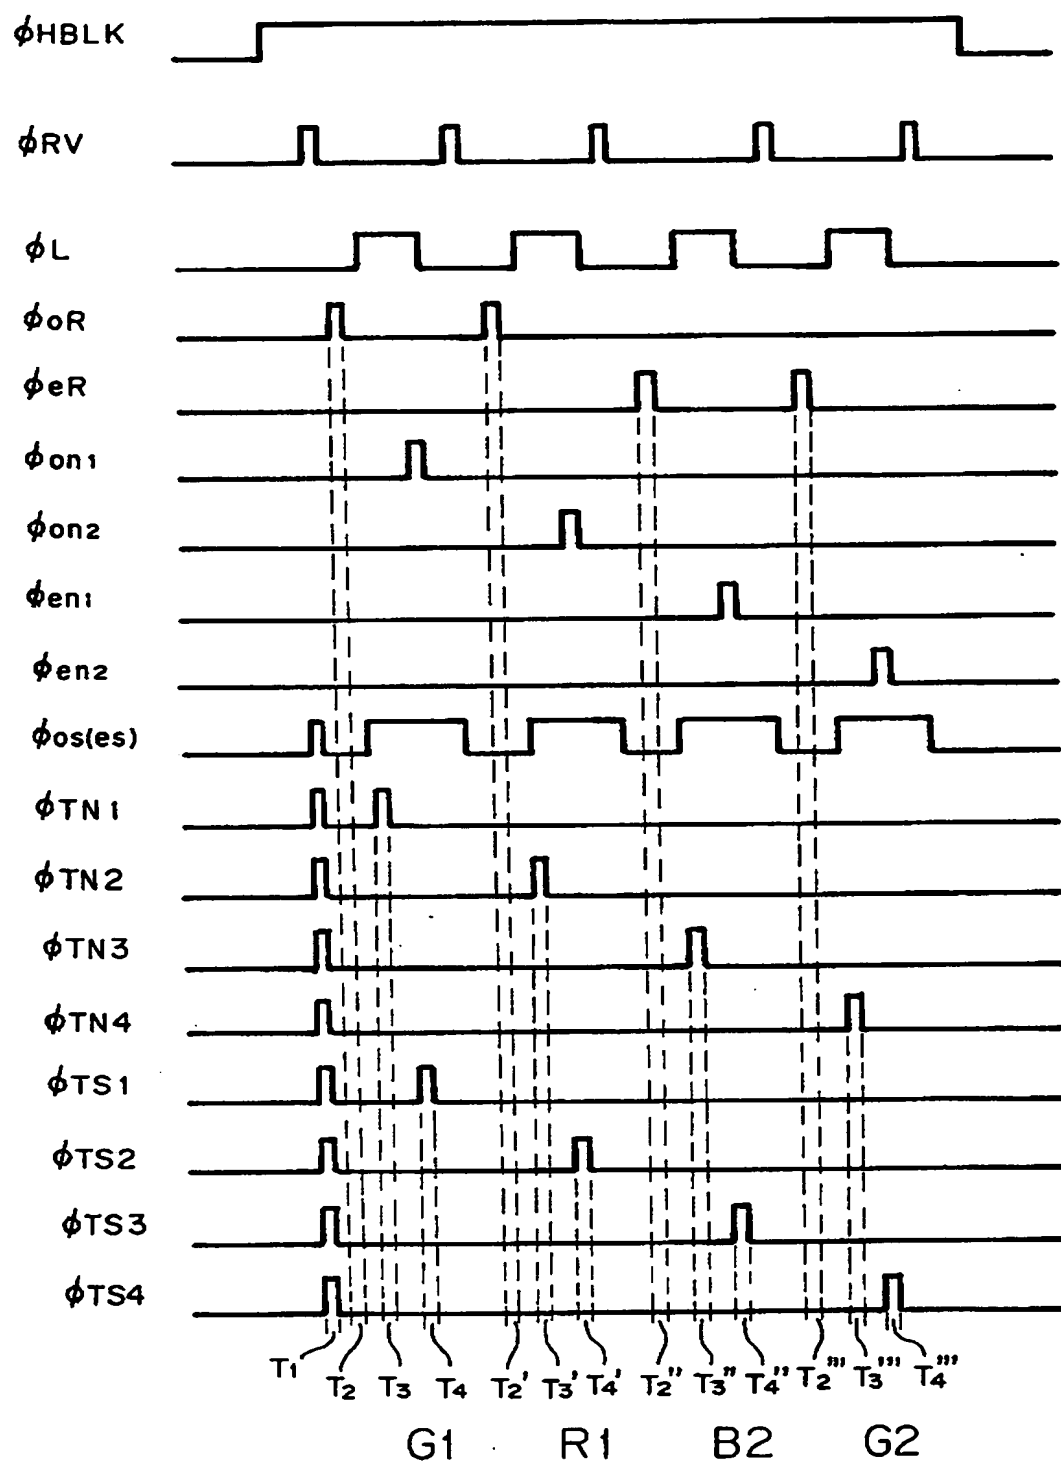 ϕHBLK
ϕRV
ϕL
ϕoR
ϕeR
ϕon1
ϕon2
ϕen1
ϕen2
ϕos(es)
ϕTN1
ϕTN2
ϕTN3
ϕTN4
ϕTS1
ϕTS2
ϕTS3
ϕTS4
T1 T2 T3 T4 T2' T3' T4' T2'' T3'' T4'' T2''' T3''' T4'''
G1 R1 B2 G2